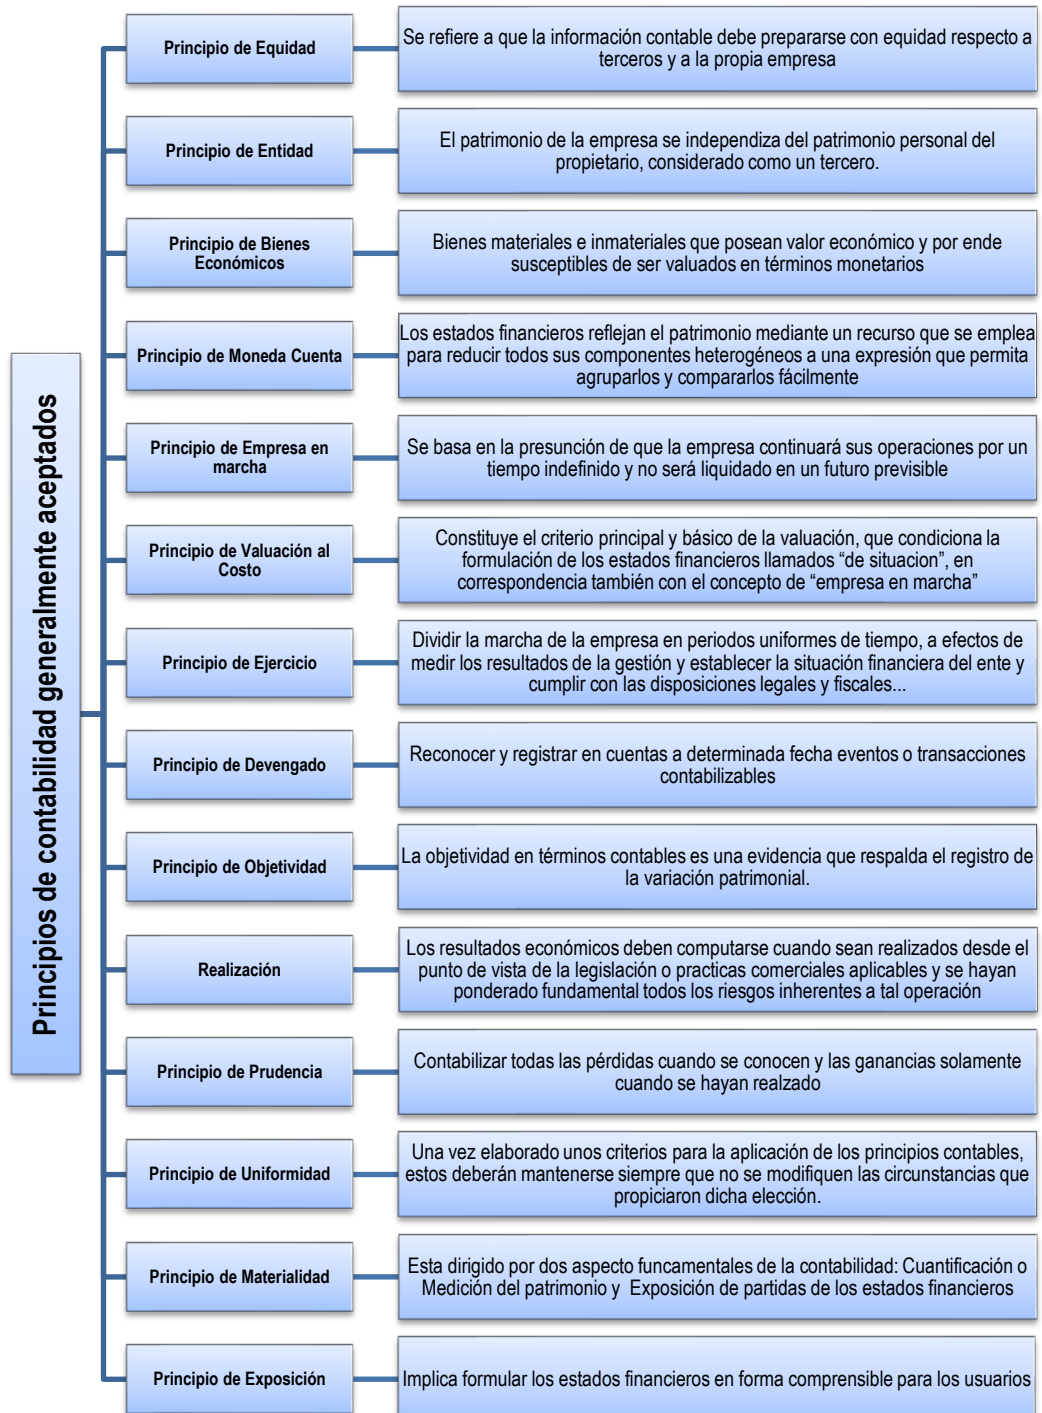 Principios de contabilidad generalmente aceptados
Principio de Equidad
Se refiere a que la información contable debe prepararse con equidad respecto a
terceros y a la propia empresa
Principio de Entidad
El patrimonio de la empresa se independiza del patrimonio personal del
propietario, considerado como un tercero.
Principio de Bienes
Económicos
Bienes materiales e inmateriales que posean valor económico y por ende
susceptibles de ser valuados en términos monetarios
Principio de Moneda Cuenta
Los estados financieros reflejan el patrimonio mediante un recurso que se emplea
para reducir todos sus componentes heterogéneos a una expresión que permita
agruparlos y compararlos fácilmente
Principio de Empresa en
marcha
Se basa en la presunción de que la empresa continuará sus operaciones por un
tiempo indefinido y no será liquidado en un futuro previsible
Principio de Valuación al
Costo
Constituye el criterio principal y básico de la valuación, que condiciona la
formulación de los estados financieros llamados “de situacion”, en
correspondencia también con el concepto de “empresa en marcha”
Principio de Ejercicio
Dividir la marcha de la empresa en periodos uniformes de tiempo, a efectos de
medir los resultados de la gestión y establecer la situación financiera del ente y
cumplir con las disposiciones legales y fiscales...
Principio de Devengado
Reconocer y registrar en cuentas a determinada fecha eventos o transacciones
contabilizables
Principio de Objetividad
La objetividad en términos contables es una evidencia que respalda el registro de
la variación patrimonial.
Realización
Los resultados económicos deben computarse cuando sean realizados desde el
punto de vista de la legislación o practicas comerciales aplicables y se hayan
ponderado fundamental todos los riesgos inherentes a tal operación
Principio de Prudencia
Contabilizar todas las pérdidas cuando se conocen y las ganancias solamente
cuando se hayan realzado
Principio de Uniformidad
Una vez elaborado unos criterios para la aplicación de los principios contables,
estos deberán mantenerse siempre que no se modifiquen las circunstancias que
propiciaron dicha elección.
Principio de Materialidad
Esta dirigido por dos aspecto funcamentales de la contabilidad: Cuantificación o
Medición del patrimonio y  Exposición de partidas de los estados financieros
Principio de Exposición
Implica formular los estados financieros en forma comprensible para los usuarios